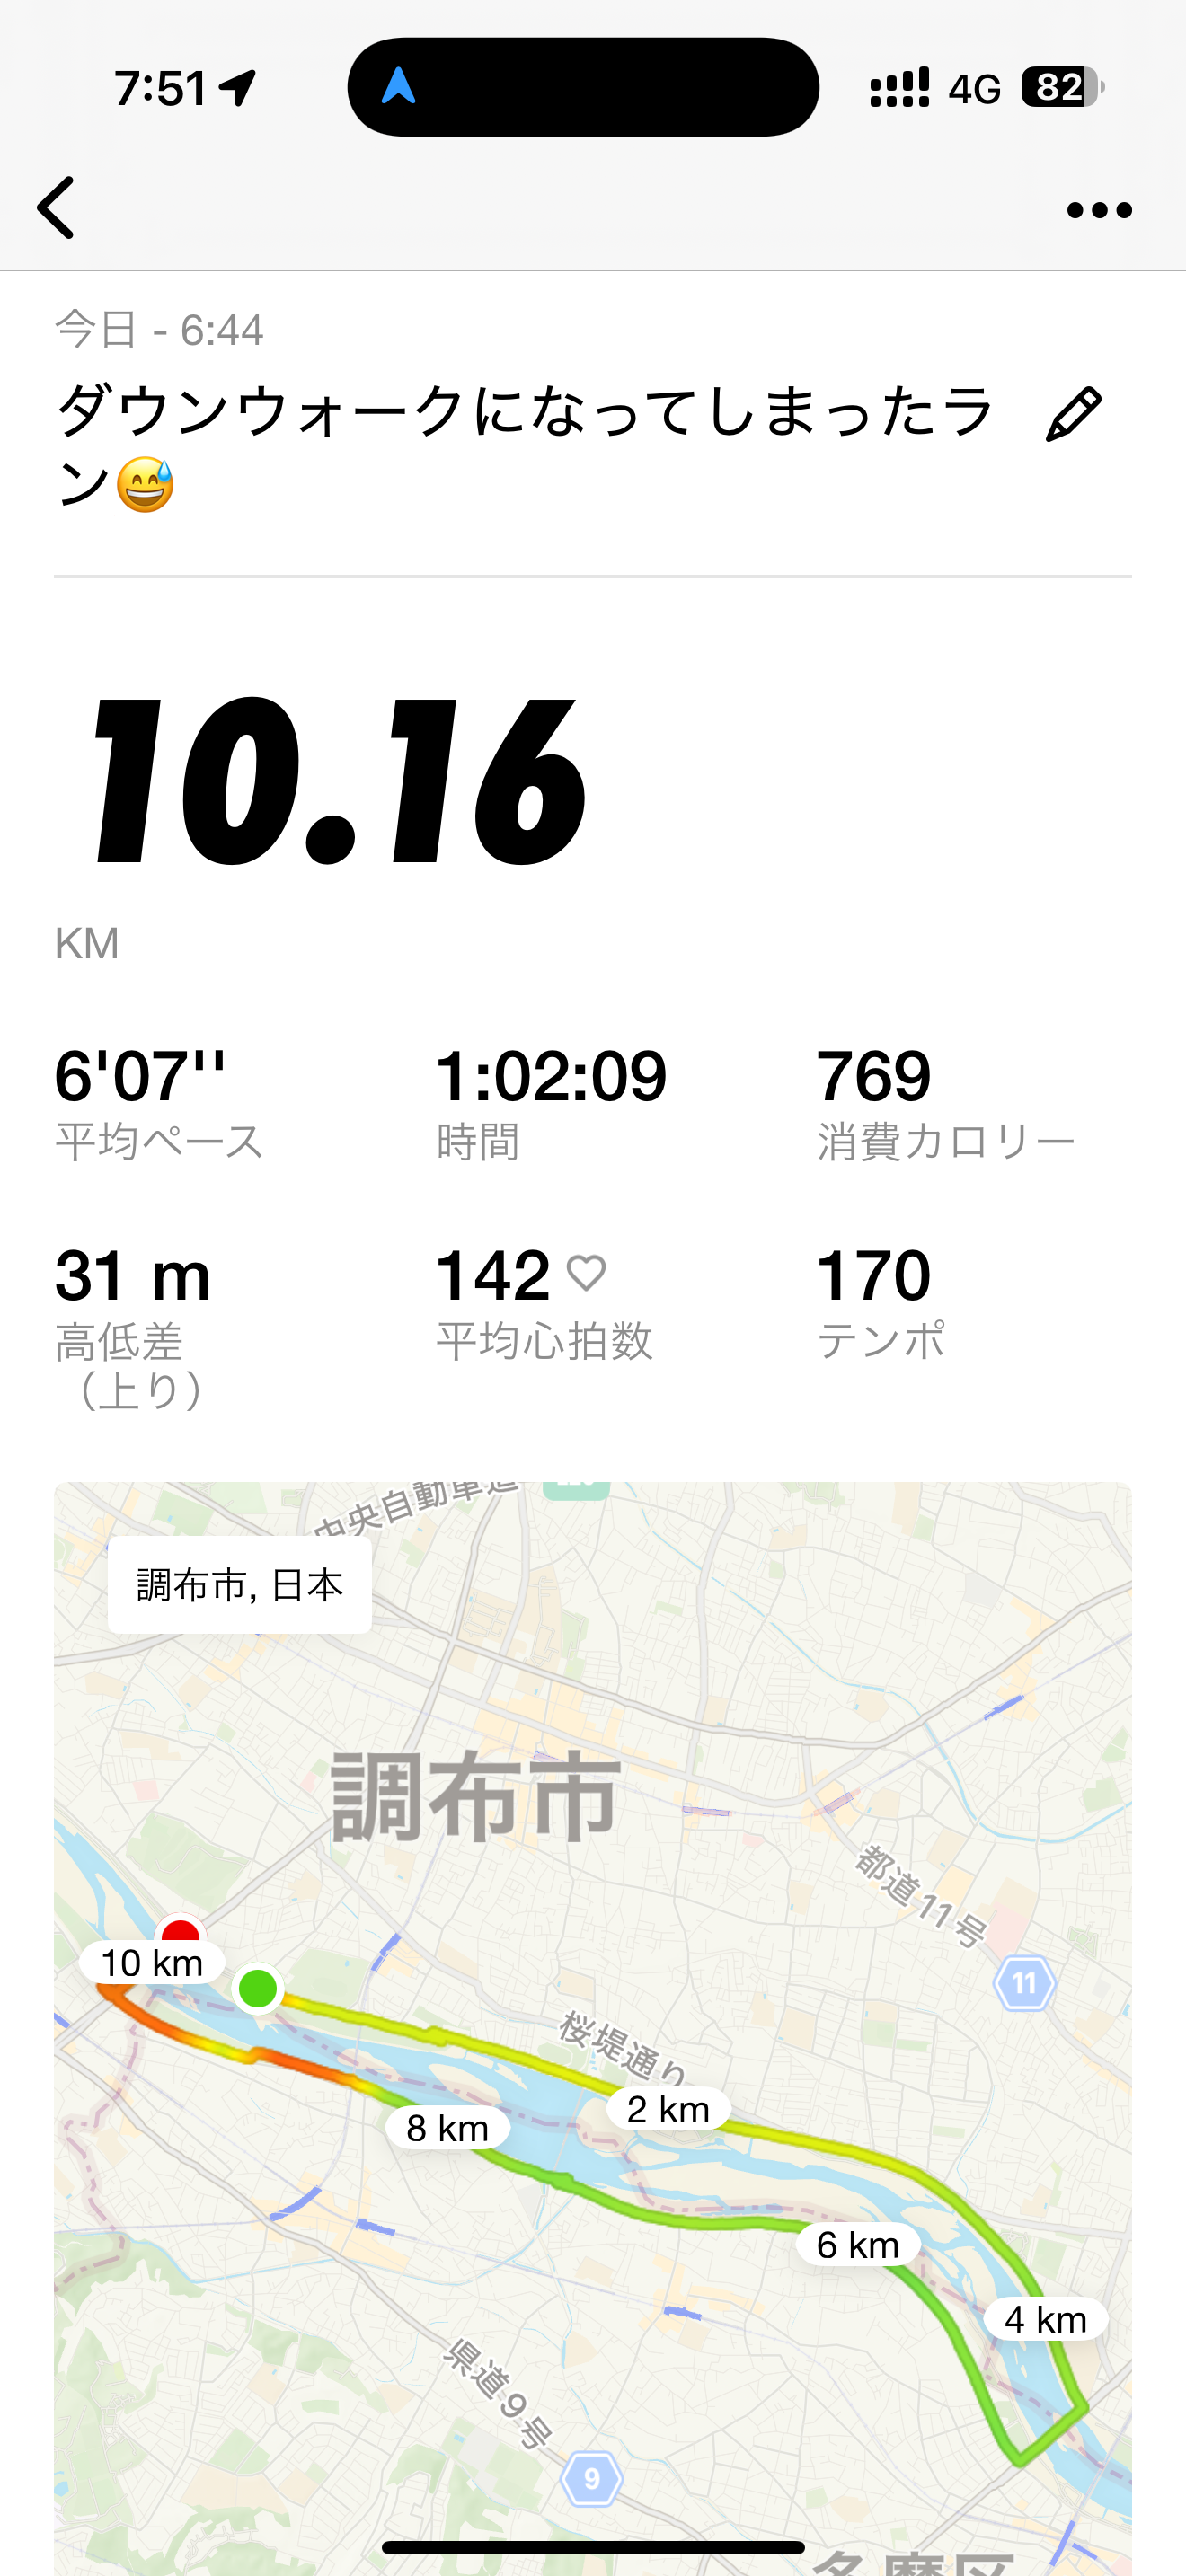 7:51
4G
82
今日 - 6:44
ダウンウォークになってしまったラ
ン😅
10.16
KM
6'07''
1:02:09
769
平均ペース
時間
消費カロリー
31 m
142
170
高低差
（上り）
平均心拍数
テンポ
中央自動車道
調布市, 日本
調布市
都道11号
11
10 km
桜堤通り
2 km
8 km
6 km
4 km
県道9号
9
多摩区